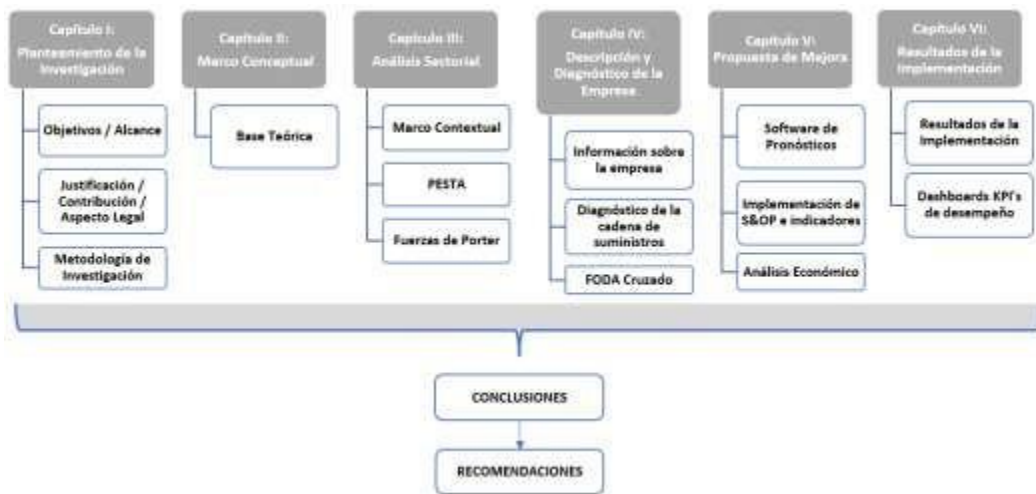 Capítulo I:
Planteamiento de la
Investigación
Objetivos / Alcance
Justificación /
Contribución /
Aspecto Legal
Metodología de
Investigación
Capítulo II:
Marco Conceptual
Base Teórica
Capítulo III:
Análisis Sectorial
Marco Contextual
PESTA
Fuerzas de Porter
Capítulo IV:
Descripción y
Diagnóstico de la
Empresa
Información sobre
la empresa
Diagnóstico de la
cadena de
suministros
FODA Cruzado
Capítulo V:
Propuesta de Mejora
Software de
Pronósticos
Implementación de
S&OP e indicadores
Análisis Económico
Capítulo VI:
Resultados de la
Implementación
Resultados de la
Implementación
Dashboards KPI's
de desempeño
CONCLUSIONES
RECOMENDACIONES